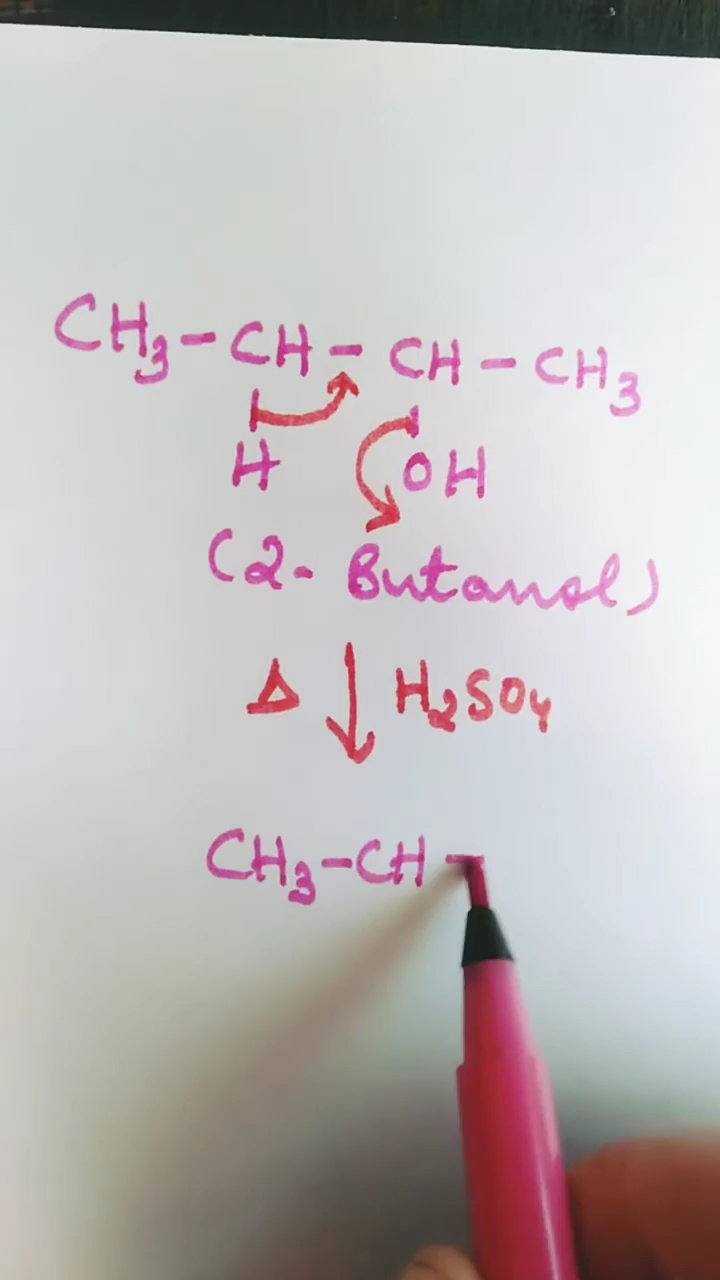 CH₃-CH-CH-CH₃
H OH
(2-Butanol)
Δ H₂SO₄
CH₃-CH-